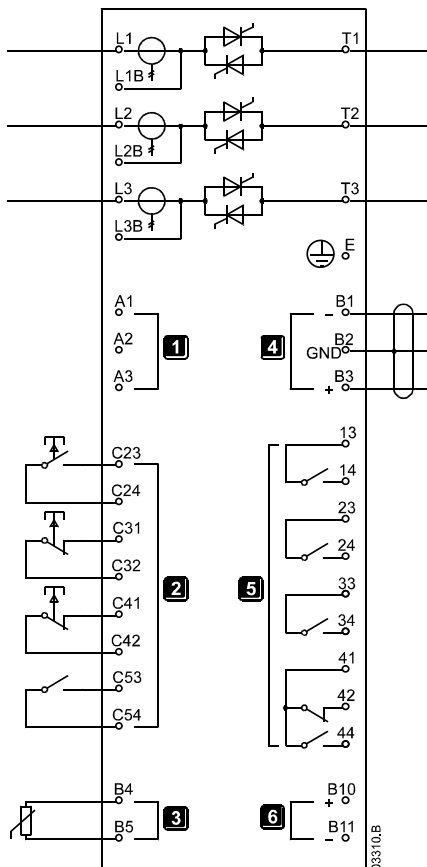 L1 T1
L1B
L2 T2
L2B
L3 T3
L3B
E
A1 B1
1 4 -
A2 GND B2
A3 + B3
13
C23 14
C24 23
C31 24
C32 2 5 33
C41 34
C42 41
C53 42
C54 44
B4 + B10
3 6
B5 - B11
03310.B